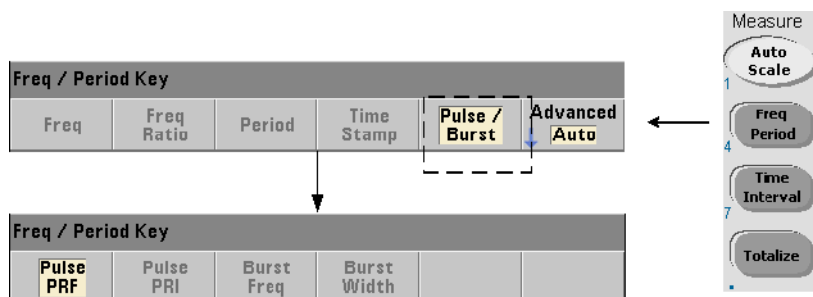 Measure
Auto
Scale
1
Freq
Period
4
Time
Interval
7
Totalize
.
Freq / Period Key
Freq
Freq
Ratio
Period
Time
Stamp
Pulse /
Burst
Advanced
Auto
Freq / Period Key
Pulse
PRF
Pulse
PRI
Burst
Freq
Burst
Width